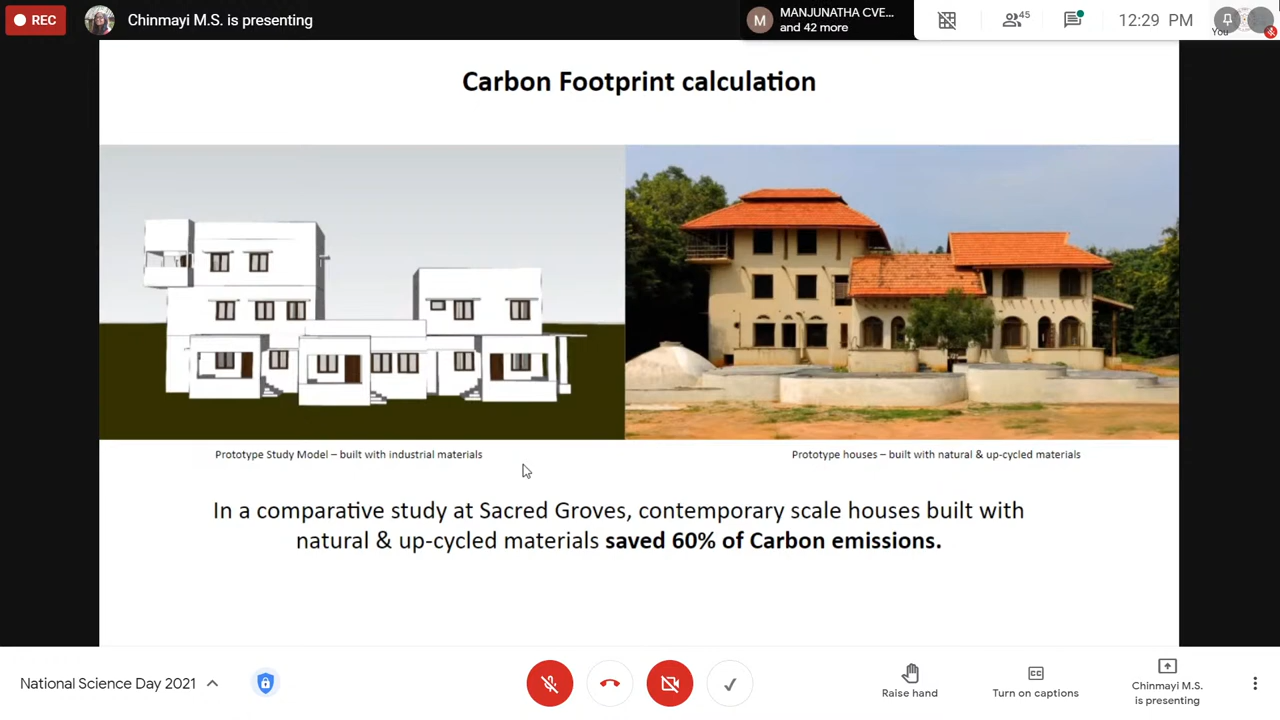 REC
Chinmayi M.S. is presenting
M
MANJUNATHA CVE...
and 42 more
45
12:29 PM
You
Carbon Footprint calculation
Prototype Study Model – built with industrial materials
Prototype houses – built with natural & up-cycled materials
In a comparative study at Sacred Groves, contemporary scale houses built with
natural & up-cycled materials saved 60% of Carbon emissions.
National Science Day 2021
Raise hand
CC
Turn on captions
Chinmayi M.S.
is presenting